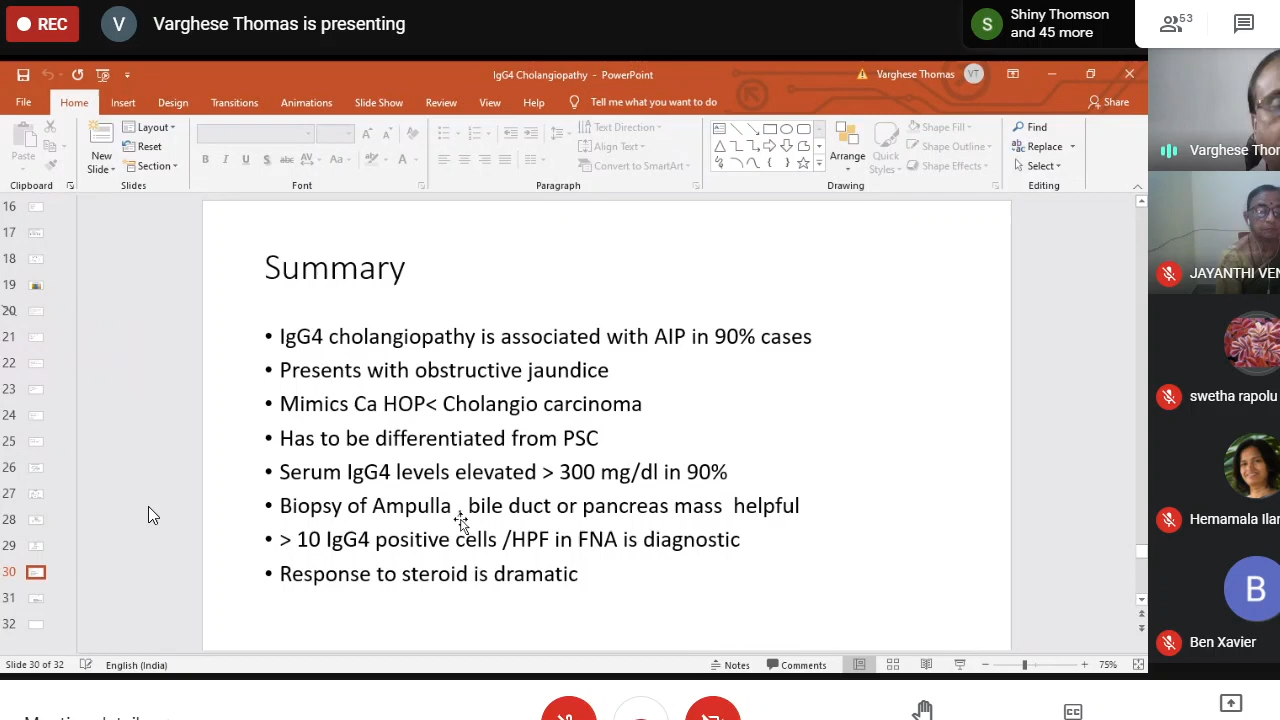 REC
V
Varghese Thomas is presenting
S
Shiny Thomson
and 45 more
53
IgG4 Cholangiopathy - PowerPoint
Varghese Thomas
VT
File
Home
Insert
Design
Transitions
Animations
Slide Show
Review
View
Help
Tell me what you want to do
Share
Paste
New
Slide
Layout
Reset
Section
B
I
U
S
abc
AV
Aa
A
Text Direction
Align Text
Convert to SmartArt
Arrange
Quick
Styles
Shape Fill
Shape Outline
Shape Effects
Find
Replace
Select
Clipboard
Slides
Font
Paragraph
Drawing
Editing
16
17
18
19
20
21
22
23
24
25
26
27
28
29
30
31
32
Summary
• IgG4 cholangiopathy is associated with AIP in 90% cases
• Presents with obstructive jaundice
• Mimics Ca HOP< Cholangio carcinoma
• Has to be differentiated from PSC
• Serum IgG4 levels elevated > 300 mg/dl in 90%
• Biopsy of Ampulla , bile duct or pancreas mass helpful
• > 10 IgG4 positive cells /HPF in FNA is diagnostic
• Response to steroid is dramatic
Varghese Thor
JAYANTHI VEN
swetha rapolu
Hemamala Ilan
B
Ben Xavier
Slide 30 of 32
English (India)
Notes
Comments
75%
CC